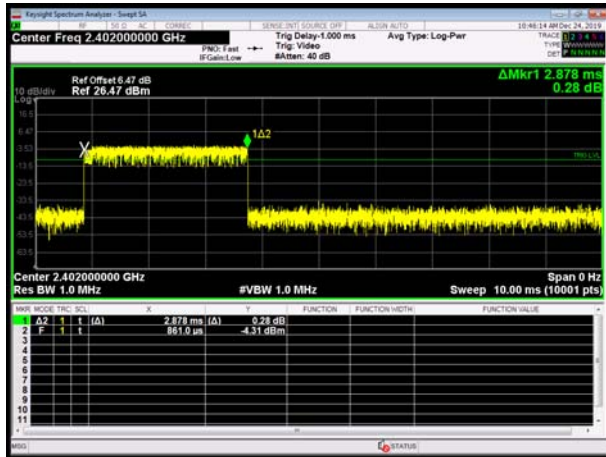 Keysight Spectrum Analyzer - Swept SA
RF 50 Ω AC CORREC SENSE:INT SOURCE OFF ALIGN AUTO 10:46:14 AM Dec 24, 2019
Center Freq 2.402000000 GHz
PNO: Fast
IFGain:Low
Trig Delay-1.000 ms
Trig: Video
#Atten: 40 dB
Avg Type: Log-Pwr
TRACE 1 2 3 4 5 6
TYPE
DET P N N N N N
ΔMkr1 2.878 ms
0.28 dB
Ref Offset 6.47 dB
10 dB/div Ref 26.47 dBm
Log
16.5
6.47
-3.53
-13.5
-23.5
-33.5
-43.5
-53.5
-63.5
1Δ2
TRIG LVL
Center 2.402000000 GHz Span 0 Hz
Res BW 1.0 MHz #VBW 1.0 MHz Sweep 10.00 ms (10001 pts)
MKR MODE TRC SCL X Y FUNCTION FUNCTION WIDTH FUNCTION VALUE
1 Δ2 1 t (Δ) 2.878 ms (Δ) 0.28 dB
2 F 1 t 861.0 µs -4.31 dBm
3
4
5
6
7
8
9
10
11
MSG STATUS